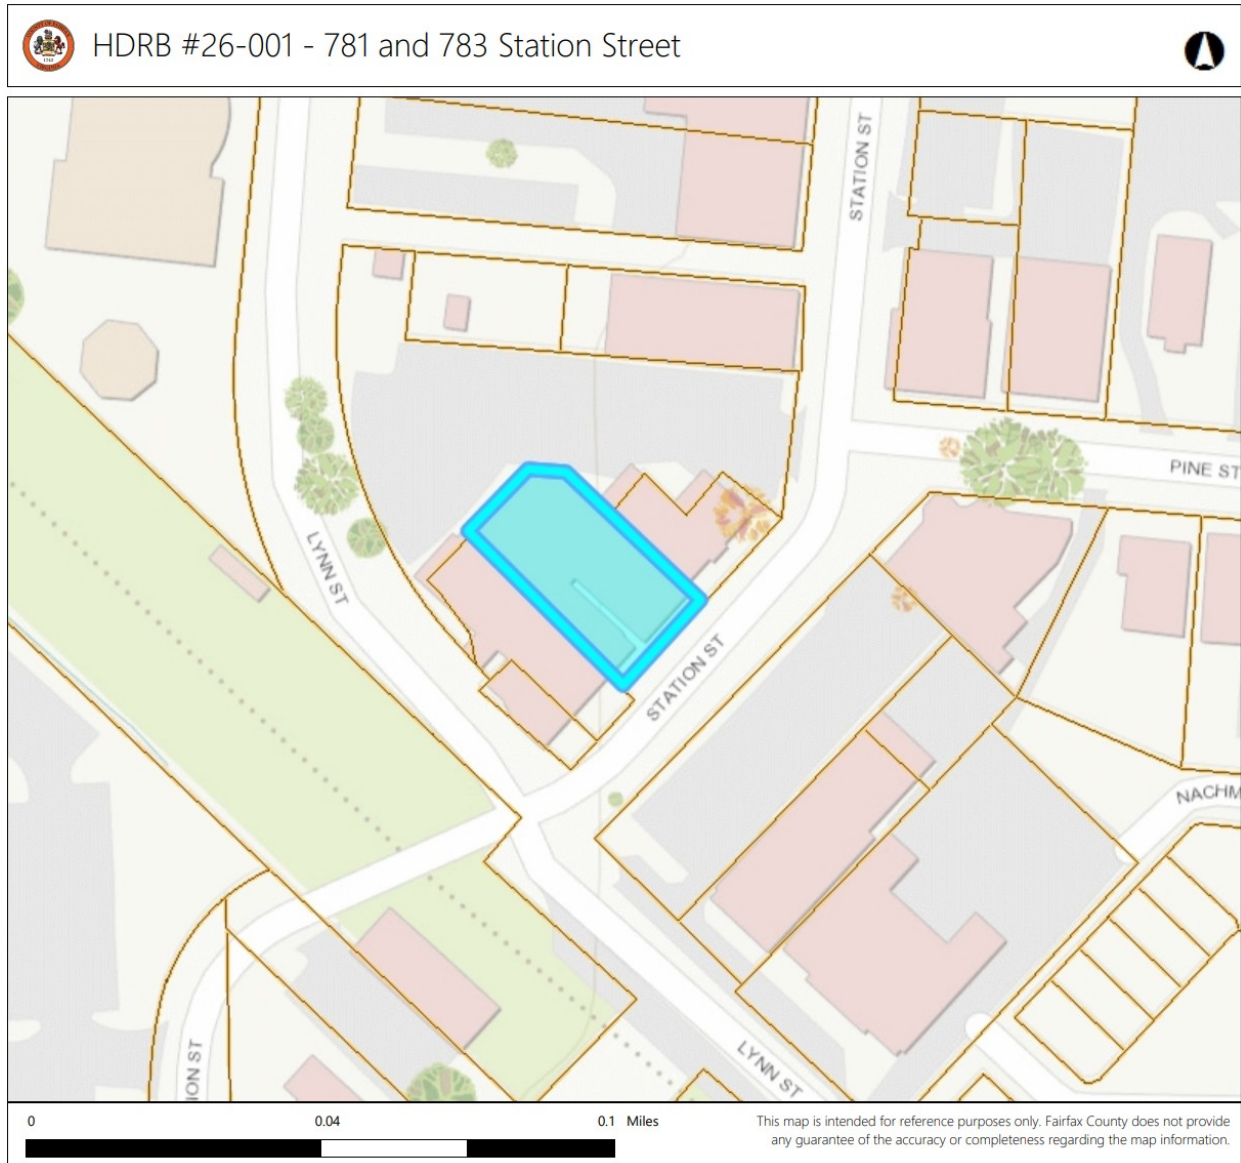 HDRB #26-001 - 781 and 783 Station Street
STATION ST
PINE ST
LYNN ST
STATION ST
NACHM
LYNN ST
ION ST
0 0.04 0.1 Miles
This map is intended for reference purposes only. Fairfax County does not provide
any guarantee of the accuracy or completeness regarding the map information.